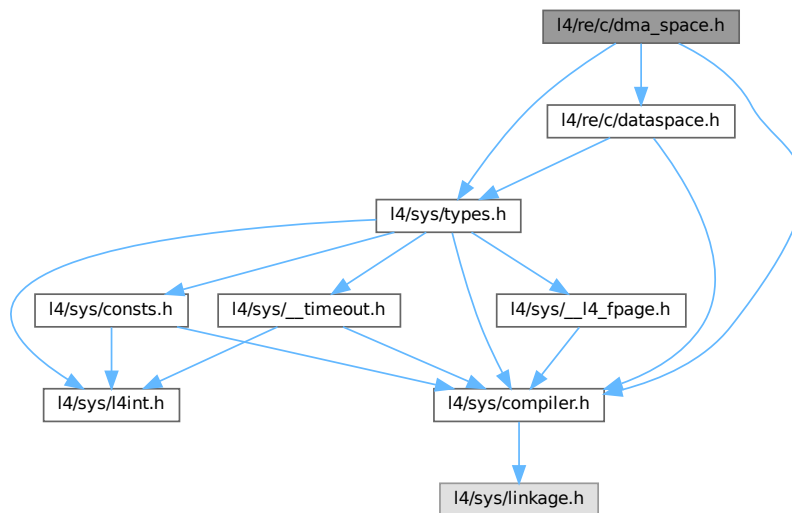 l4/re/c/dma_space.h
l4/re/c/dataspace.h
l4/sys/types.h
l4/sys/consts.h
l4/sys/__timeout.h
l4/sys/__l4_fpage.h
l4/sys/l4int.h
l4/sys/compiler.h
l4/sys/linkage.h